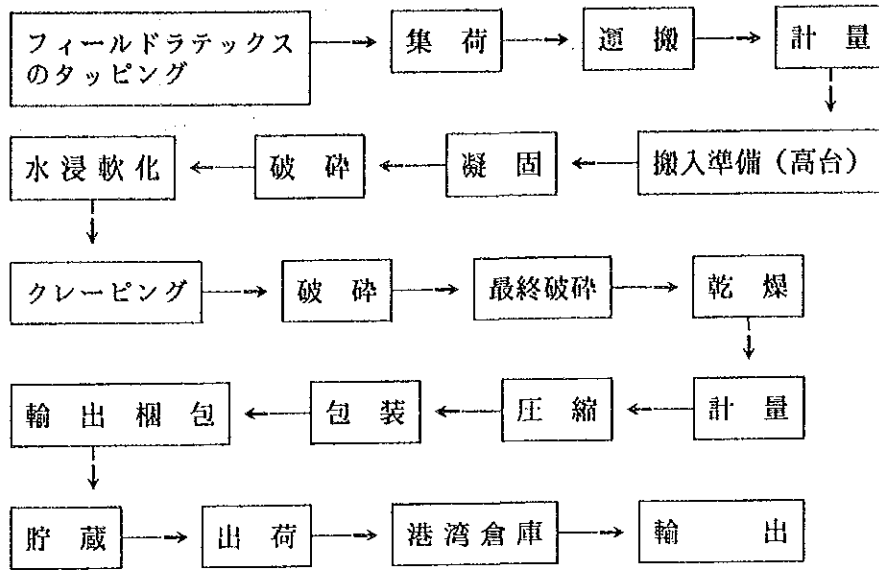 フィールドラテックス
のタッピング
集荷
運搬
計量
搬入準備(高台)
凝固
破砕
水浸軟化
クレーピング
破砕
最終破砕
乾燥
計量
圧縮
包装
輸出梱包
貯蔵
出荷
港湾倉庫
輸出